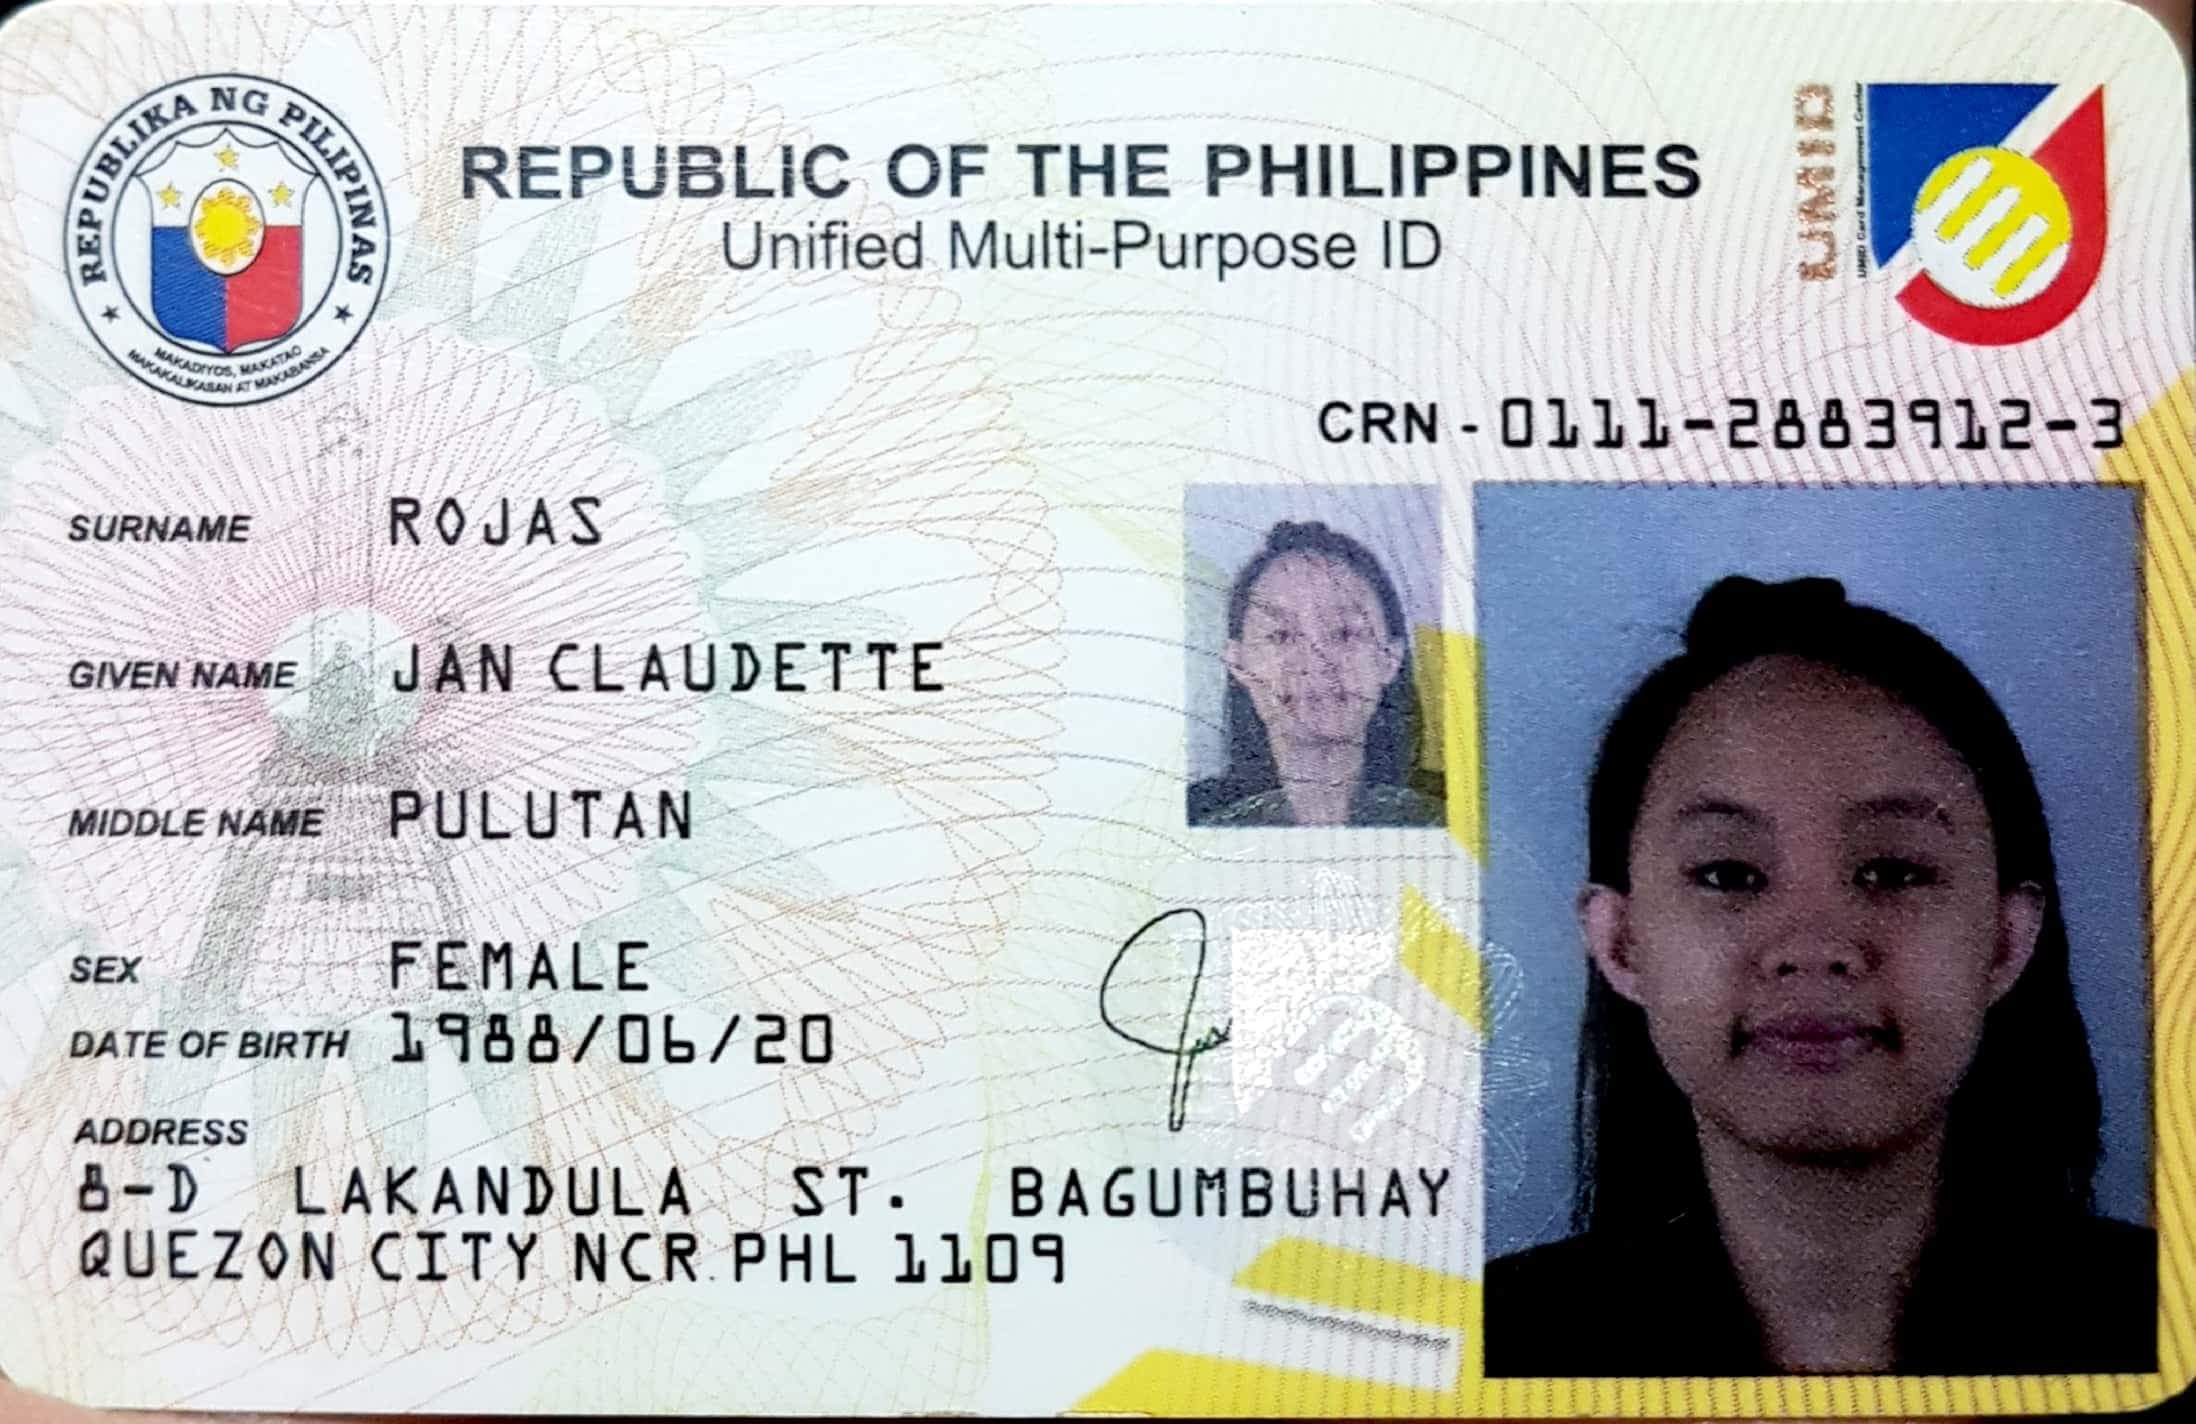 REPUBLIKA NG PILIPINAS
MAKADIYOS, MAKATAO
MAKAKALIKASAN AT MAKABANSA
REPUBLIC OF THE PHILIPPINES
Unified Multi-Purpose ID
UMID
UMID Card Management Center
CRN - 0111-2883912-3
SURNAME ROJAS
GIVEN NAME JAN CLAUDETTE
MIDDLE NAME PULUTAN
SEX FEMALE
DATE OF BIRTH 1988/06/20
ADDRESS
8-D LAKANDULA ST. BAGUMBUHAY
QUEZON CITY NCR PHL 1109